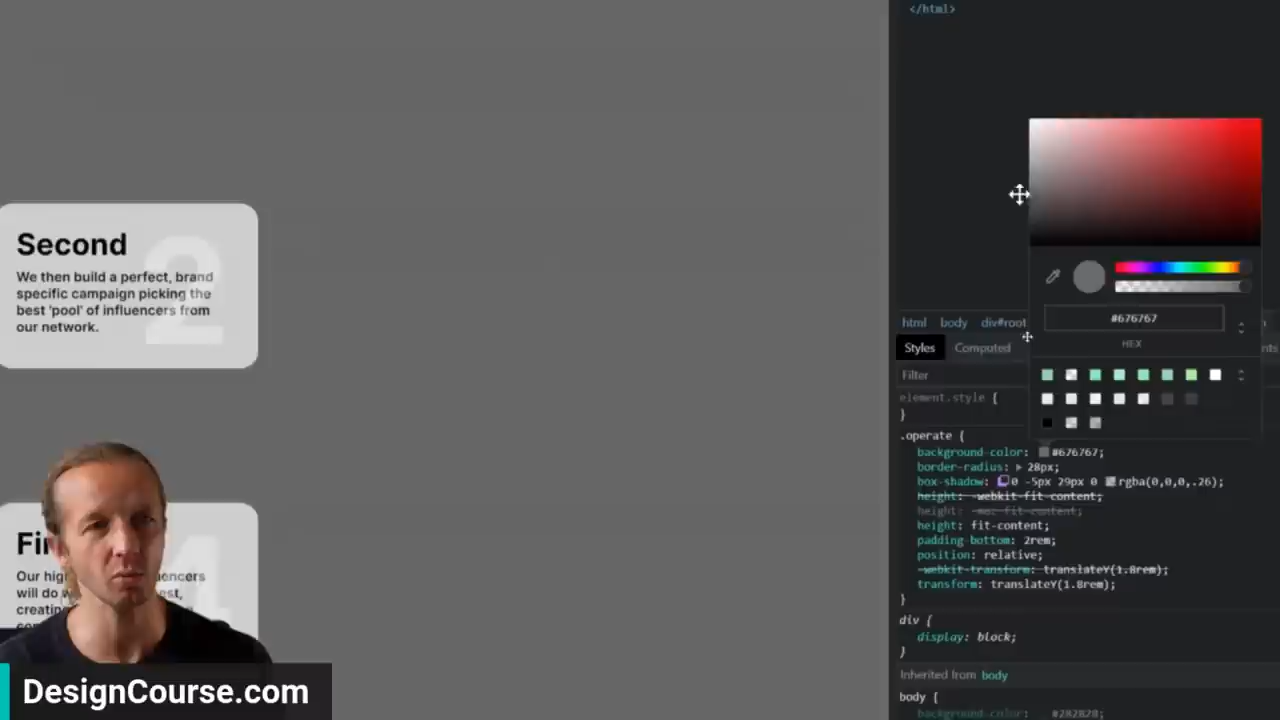 </html>
Second
We then build a perfect, brand
specific campaign picking the
best 'pool' of influencers from
our network.
2
Our hig
uencers
will do
est,
creatin
DesignCourse.com
#676767
HEX
html body div#root
Styles Computed
Filter
element.style {
}
.operate {
background-color: #676767;
border-radius: 28px;
box-shadow: 0 -5px 29px 0 rgba(0,0,0,.26);
height: -webkit-fit-content;
height: -moz-fit-content;
height: fit-content;
padding-bottom: 2rem;
position: relative;
-webkit-transform: translateY(1.8rem);
transform: translateY(1.8rem);
}
div {
display: block;
}
Inherited from body
body {
background-color: #282828;